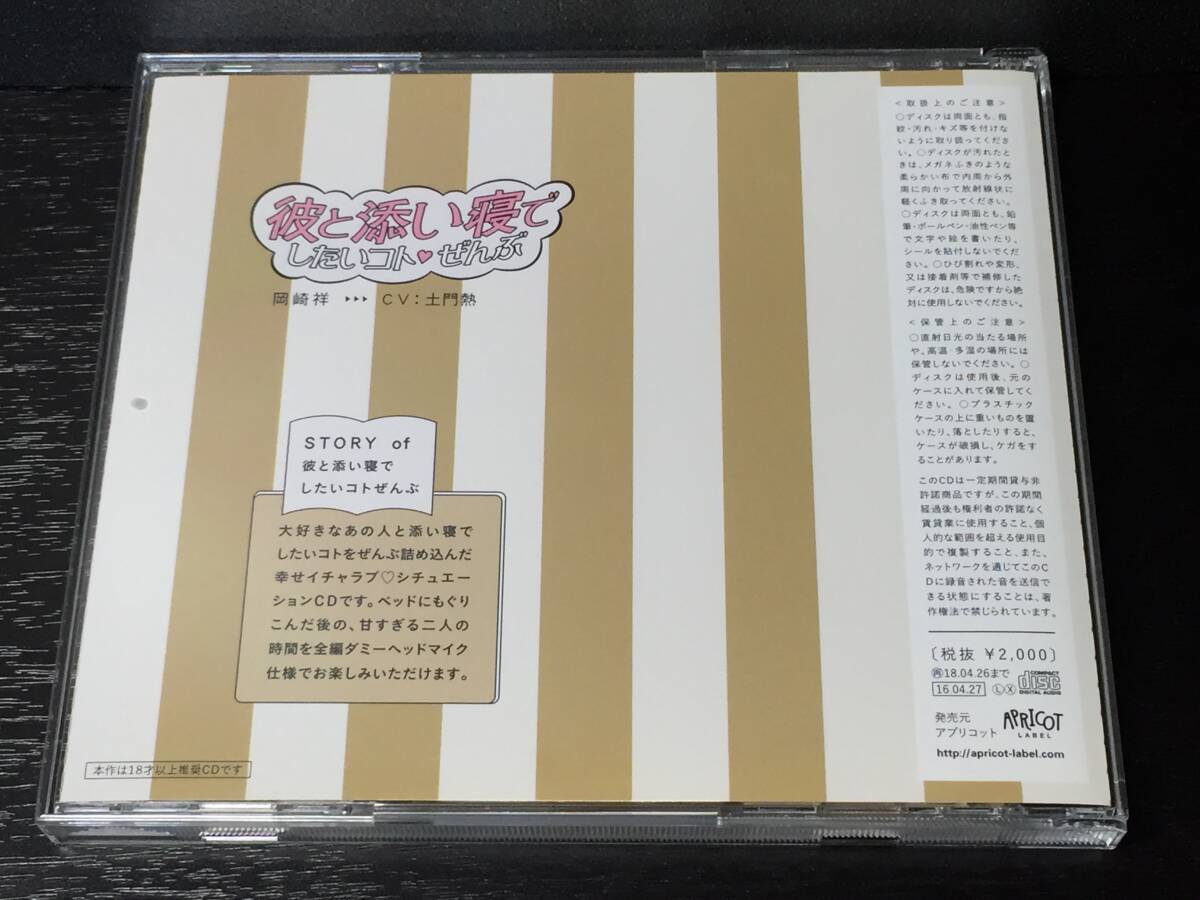 彼と添い寝で
したいコト♥ぜんぶ
岡崎祥 ▸▸▸ CV:土門熱
STORY of
彼と添い寝で
したいコトぜんぶ
大好きなあの人と添い寝で
したいコトをぜんぶ詰め込んだ
幸せイチャラブ♡シチュエー
ションCDです。ベッドにもぐり
こんだ後の、甘すぎる二人の
時間を全編ダミーヘッドマイク
仕様でお楽しみいただけます。
本作は18才以上推奨CDです
<取扱上のご注意>
○ディスクは両面とも、指
紋・汚れ・キズ等を付けな
いように取り扱ってくださ
い。○ディスクが汚れたと
きは、メガネふきのような
柔らかい布で内周から外
周に向かって放射線状に
軽くふき取ってください。
○ディスクは両面とも、鉛
筆・ボールペン・油性ペン等
で文字や絵を書いたり、
シールを貼付しないでくだ
さい。○ひび割れや変形、
又は接着剤等で補修した
ディスクは、危険ですから絶
対に使用しないでください。
<保管上のご注意>
○直射日光の当たる場所
や、高温・多湿の場所には
保管しないでください。○
ディスクは使用後、元の
ケースに入れて保管してく
ださい。○プラスチック
ケースの上に重いものを置
いたり、落としたりすると、
ケースが破損し、ケガをす
ることがあります。
このCDは一定期間貸与非
許諾商品ですが、この期間
経過後も権利者の許諾なく
賃貸業に使用すること、個
人的な範囲を超える使用目
的で複製すること、また、
ネットワークを通じてこのC
Dに録音された音を送信で
きる状態にすることは、著
作権法で禁じられています。
〔税抜 ¥2,000〕
㋲18.04.26まで
16.04.27 Ⓛ Ⓧ COMPACT disc DIGITAL AUDIO
発売元
アプリコット APRICOT LABEL
http://apricot-label.com